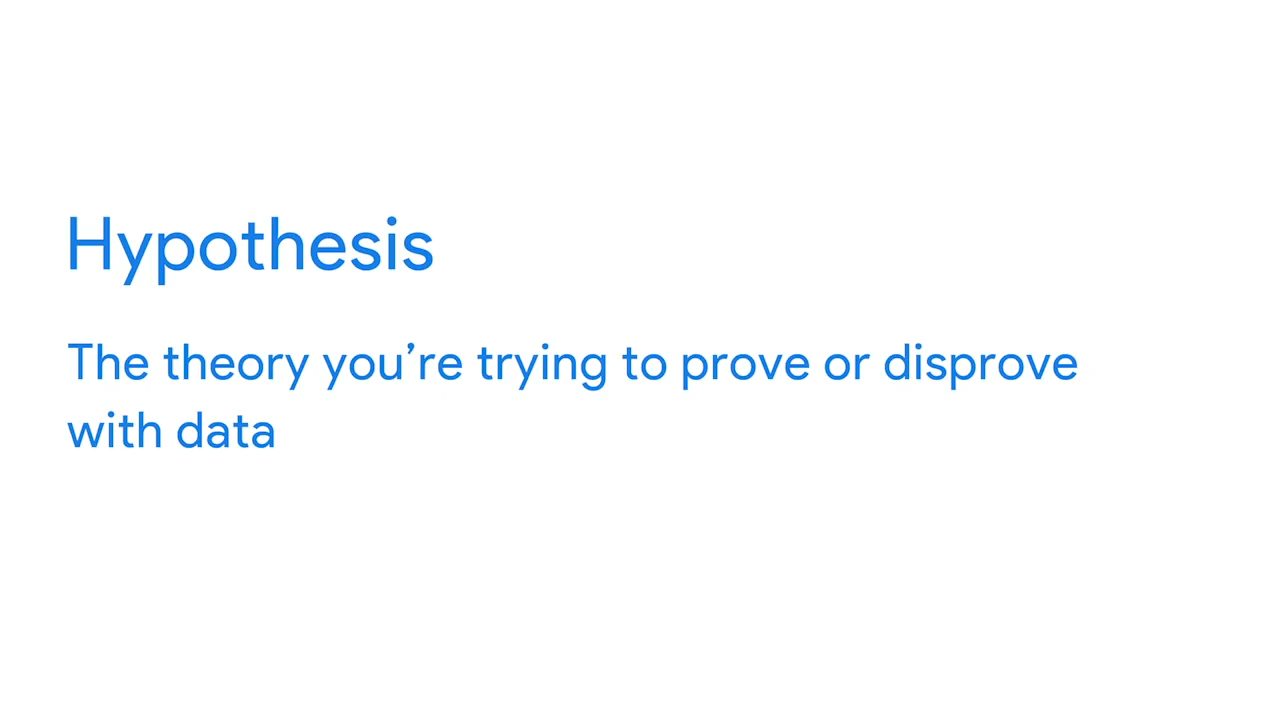 Hypothesis
The theory you’re trying to prove or disprove
with data